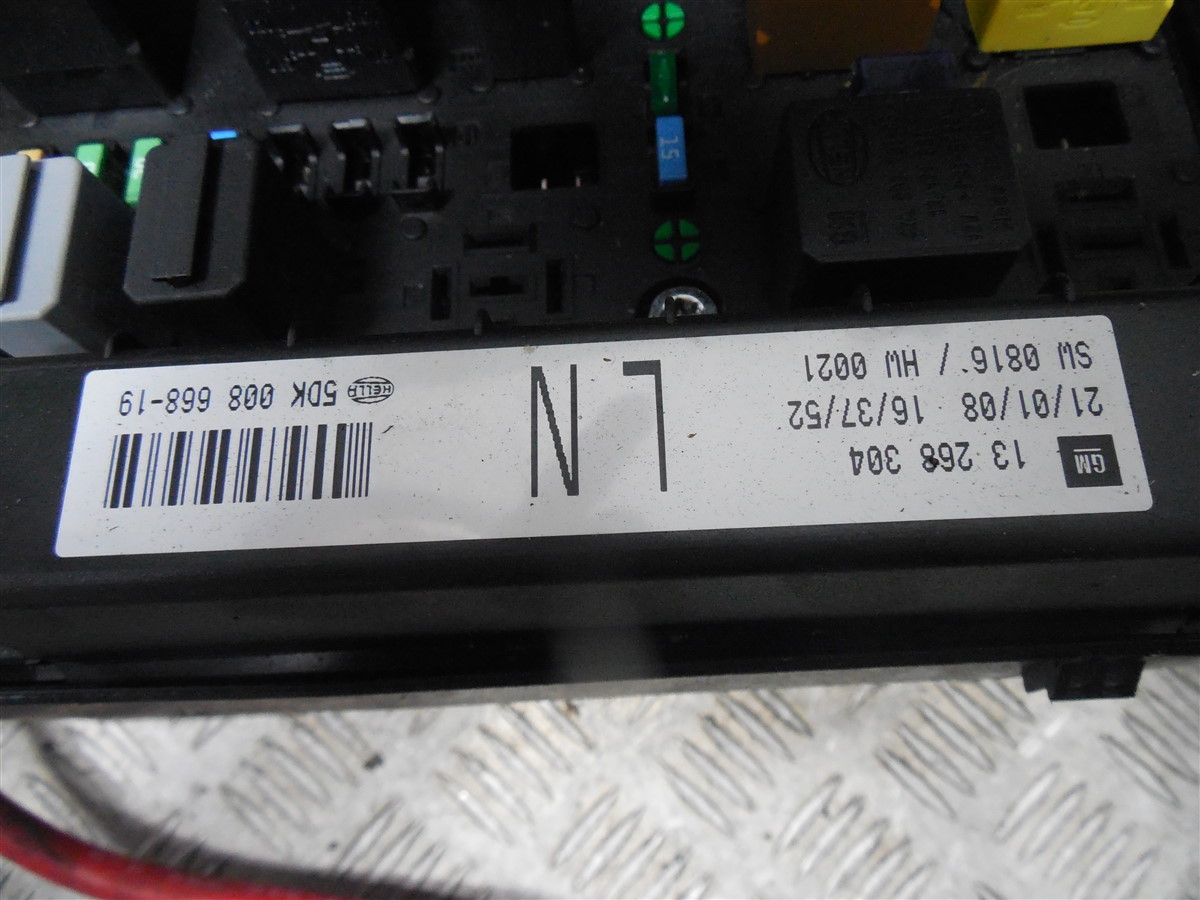 GM 13 268 304
21/01/08 16/37/52
SW 0816 / HW 0021
LN
HELLA 5DK 008 668-19
15